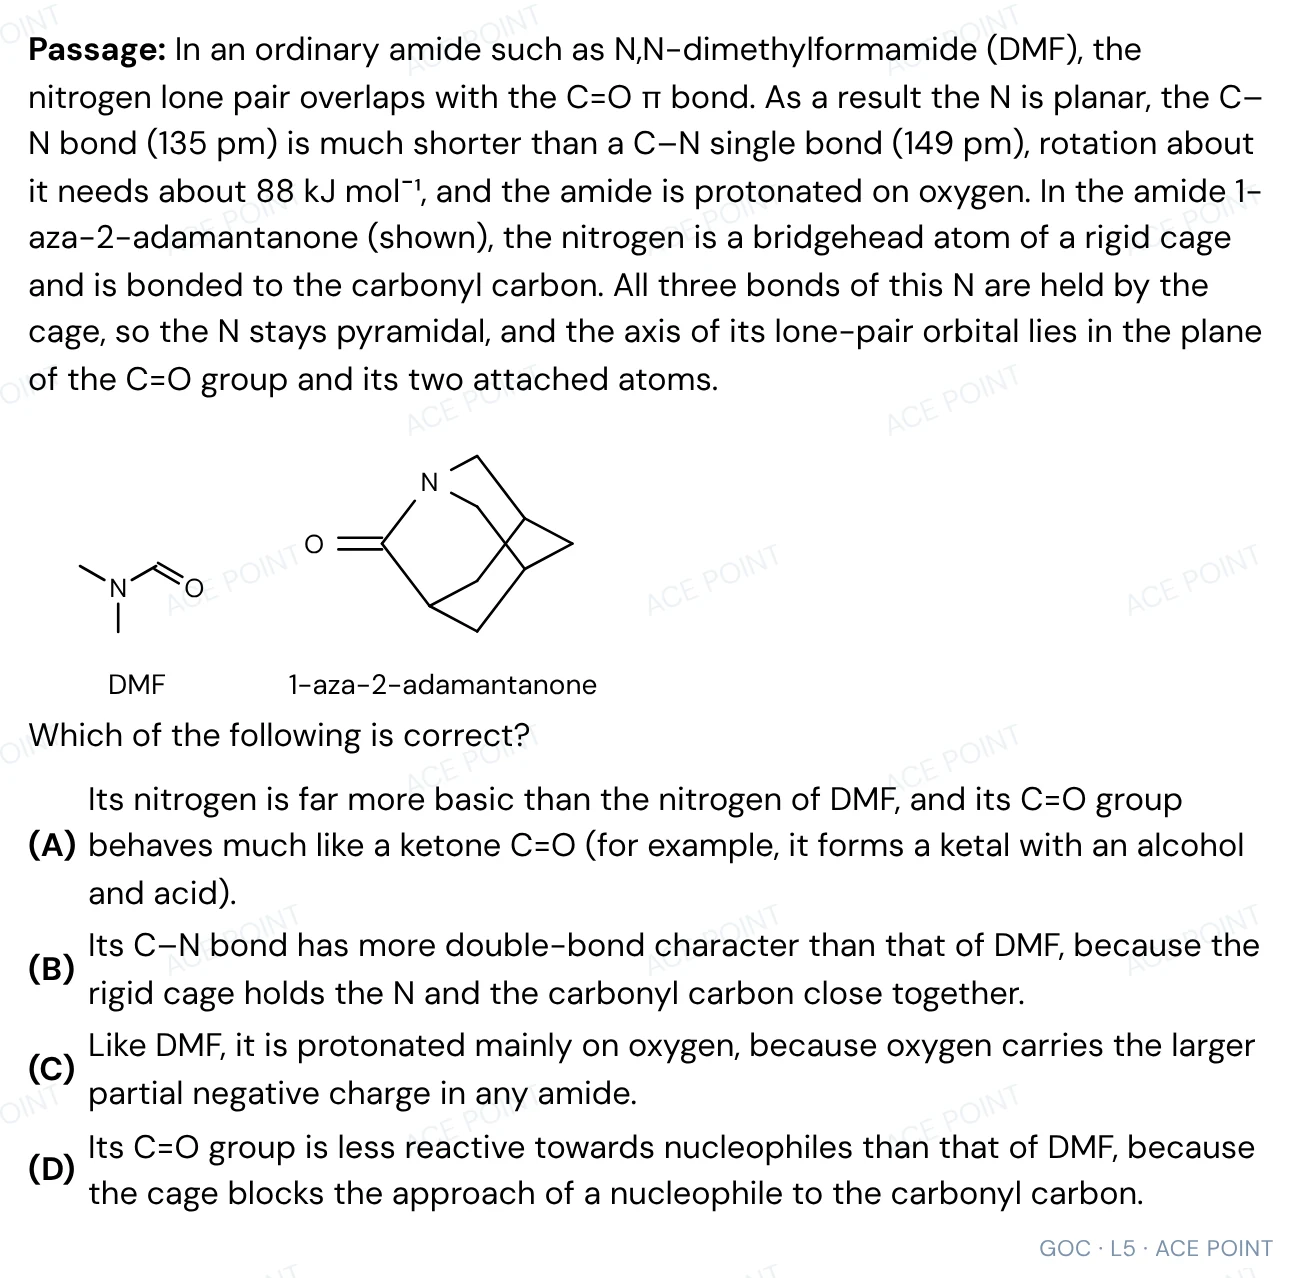 Passage: In an ordinary amide such as N,N-dimethylformamide (DMF), the
nitrogen lone pair overlaps with the C=O π bond. As a result the N is planar, the C–
N bond (135 pm) is much shorter than a C–N single bond (149 pm), rotation about
it needs about 88 kJ mol⁻¹, and the amide is protonated on oxygen. In the amide 1-
aza-2-adamantanone (shown), the nitrogen is a bridgehead atom of a rigid cage
and is bonded to the carbonyl carbon. All three bonds of this N are held by the
cage, so the N stays pyramidal, and the axis of its lone-pair orbital lies in the plane
of the C=O group and its two attached atoms.
N
O
N
O
DMF
1-aza-2-adamantanone
Which of the following is correct?
(A) Its nitrogen is far more basic than the nitrogen of DMF, and its C=O group
behaves much like a ketone C=O (for example, it forms a ketal with an alcohol
and acid).
(B) Its C–N bond has more double-bond character than that of DMF, because the
rigid cage holds the N and the carbonyl carbon close together.
(C) Like DMF, it is protonated mainly on oxygen, because oxygen carries the larger
partial negative charge in any amide.
(D) Its C=O group is less reactive towards nucleophiles than that of DMF, because
the cage blocks the approach of a nucleophile to the carbonyl carbon.
GOC · L5 · ACE POINT
ACE POINT